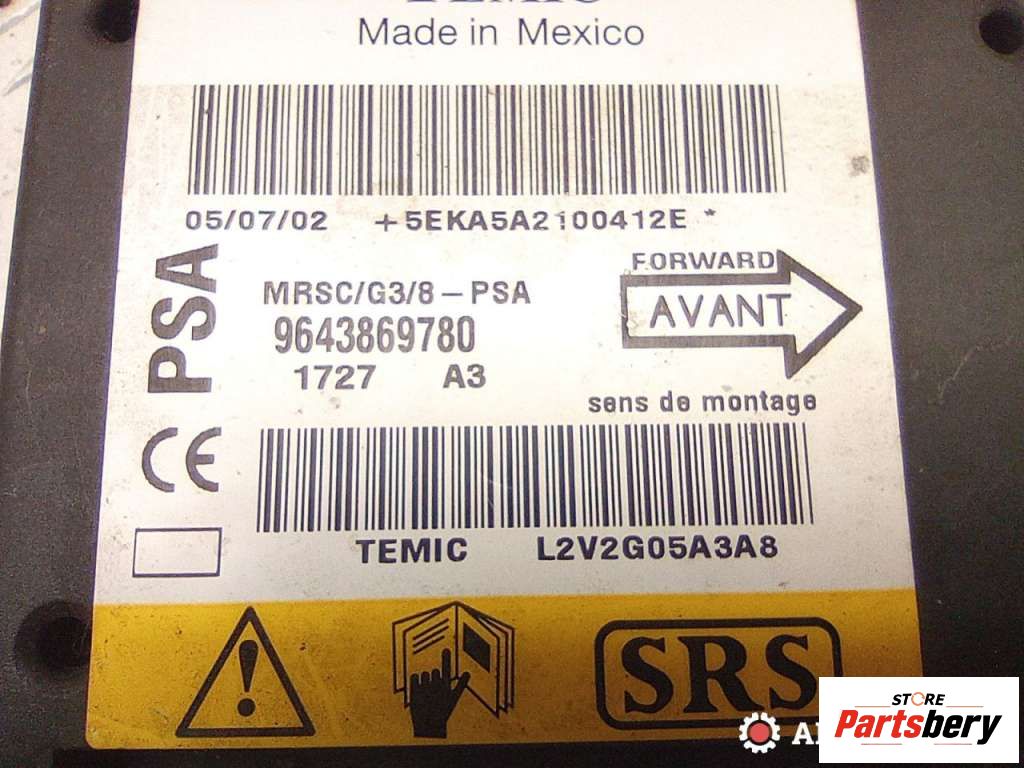 TEMIC
Made in Mexico
05/07/02 +5EKA5A2100412E *
PSA
MRSC/G3/8-PSA
9643869780
1727 A3
FORWARD
AVANT
sens de montage
CE
TEMIC L2V2G05A3A8
SRS
STORE
Partsbery